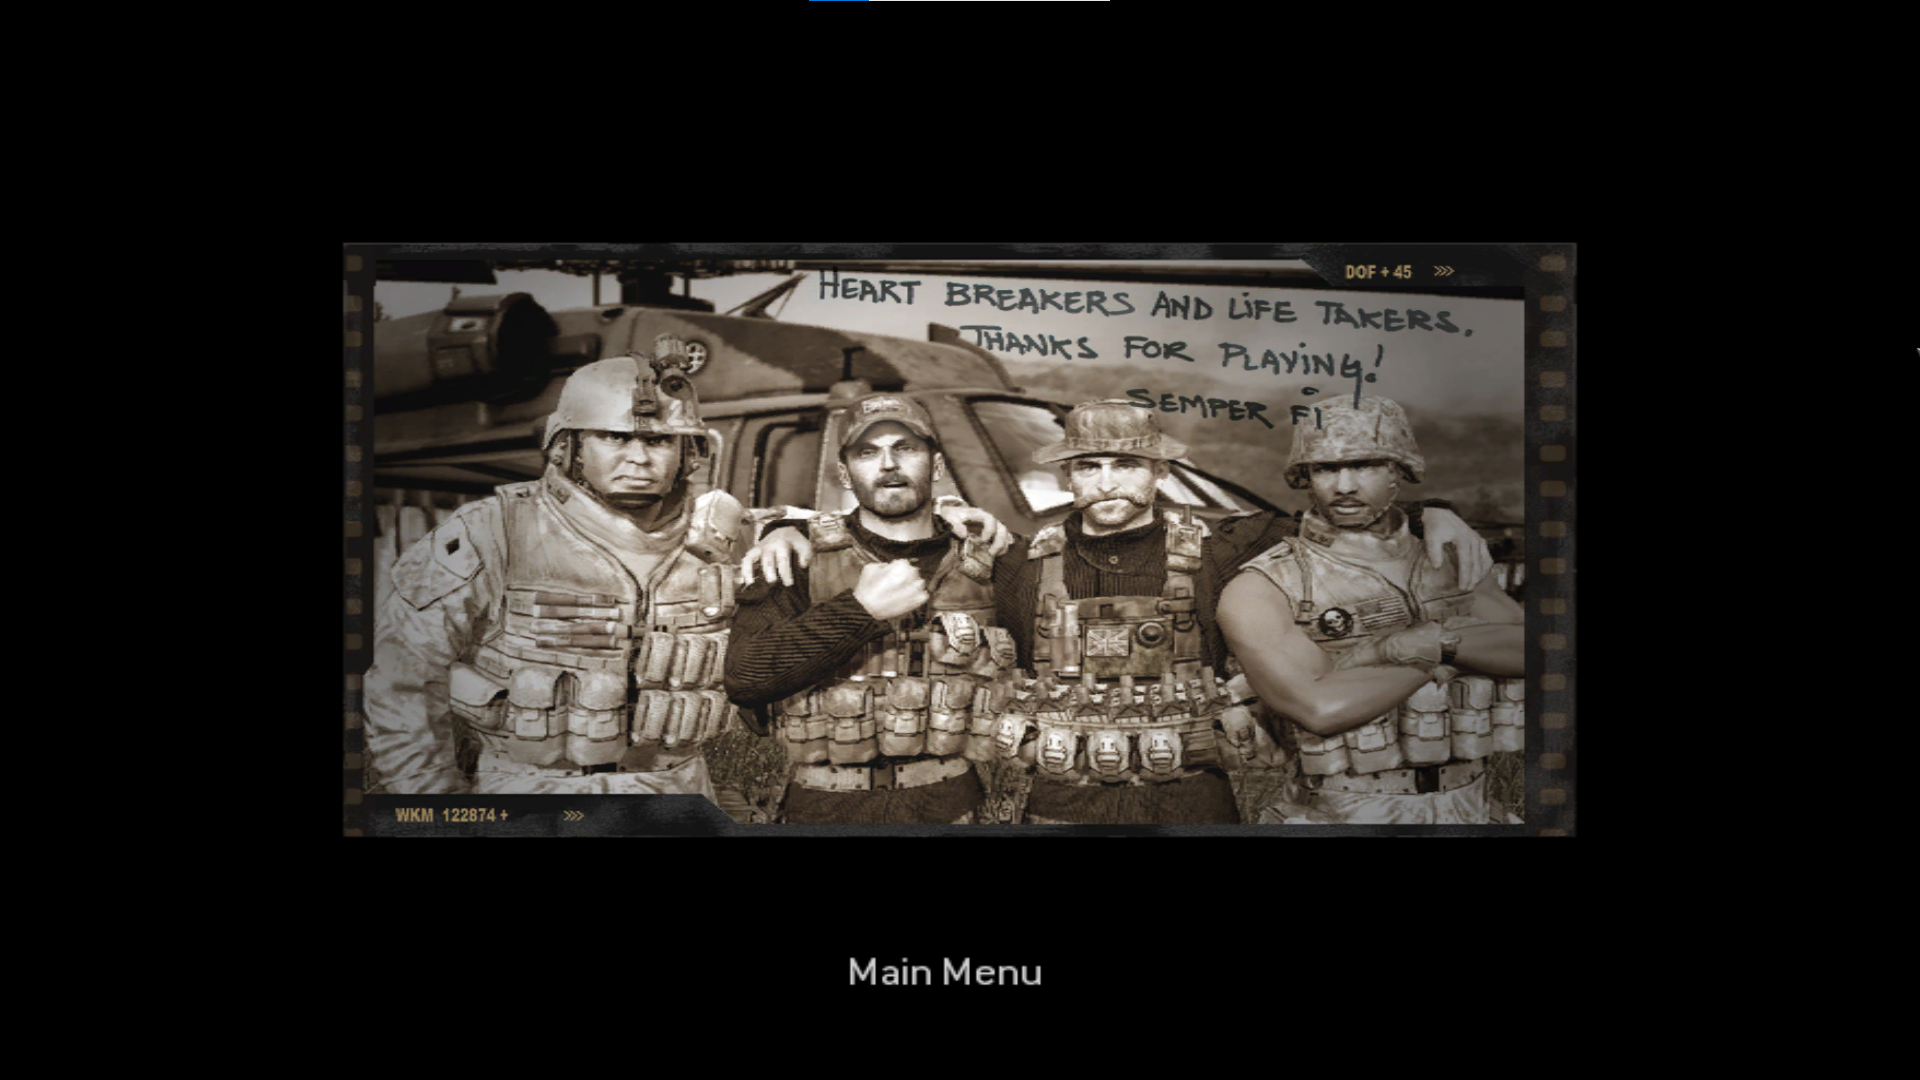 DOF + 45 >>>
HEART BREAKERS AND LiFE TAKERS.
THANKS FOR PLAYiNG!
SEMPER Fi
WKM 122874 + >>>
Main Menu